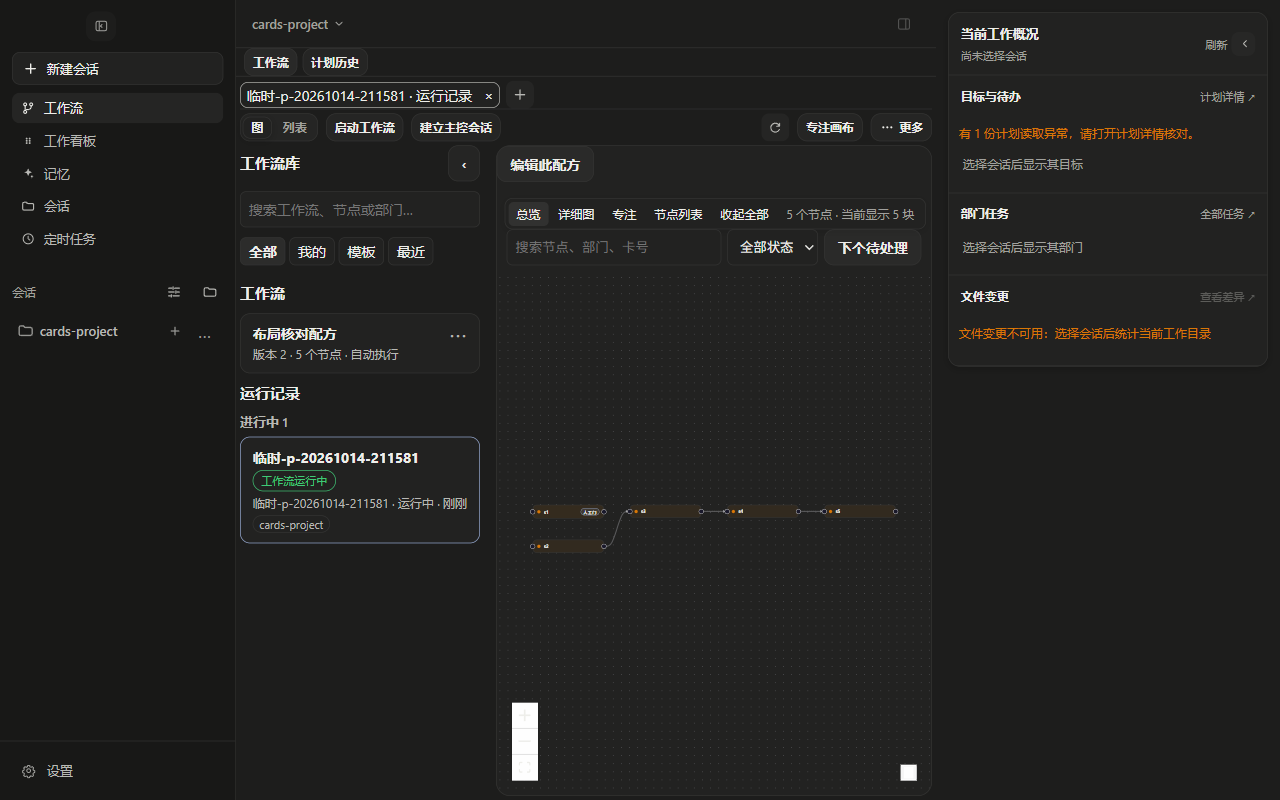 新建会话
工作流
工作看板
记忆
会话
定时任务
会话
cards-project
设置
cards-project
工作流
计划历史
临时-p-20261014-211581 · 运行记录 ×
图
列表
启动工作流
建立主控会话
专注画布
更多
工作流库
搜索工作流、节点或部门...
全部
我的
模板
最近
工作流
布局核对配方
版本 2 · 5 个节点 · 自动执行
运行记录
进行中 1
临时-p-20261014-211581
工作流运行中
临时-p-20261014-211581 · 运行中 · 刚刚
cards-project
编辑此配方
总览
详细图
专注
节点列表
收起全部
5 个节点 · 当前显示 5 块
搜索节点、部门、卡号
全部状态
下个待处理
当前工作概况
尚未选择会话
刷新
目标与待办
计划详情 ↗
有 1 份计划读取异常，请打开计划详情核对。
选择会话后显示其目标
部门任务
全部任务 ↗
选择会话后显示其部门
文件变更
查看差异 ↗
文件变更不可用：选择会话后统计当前工作目录